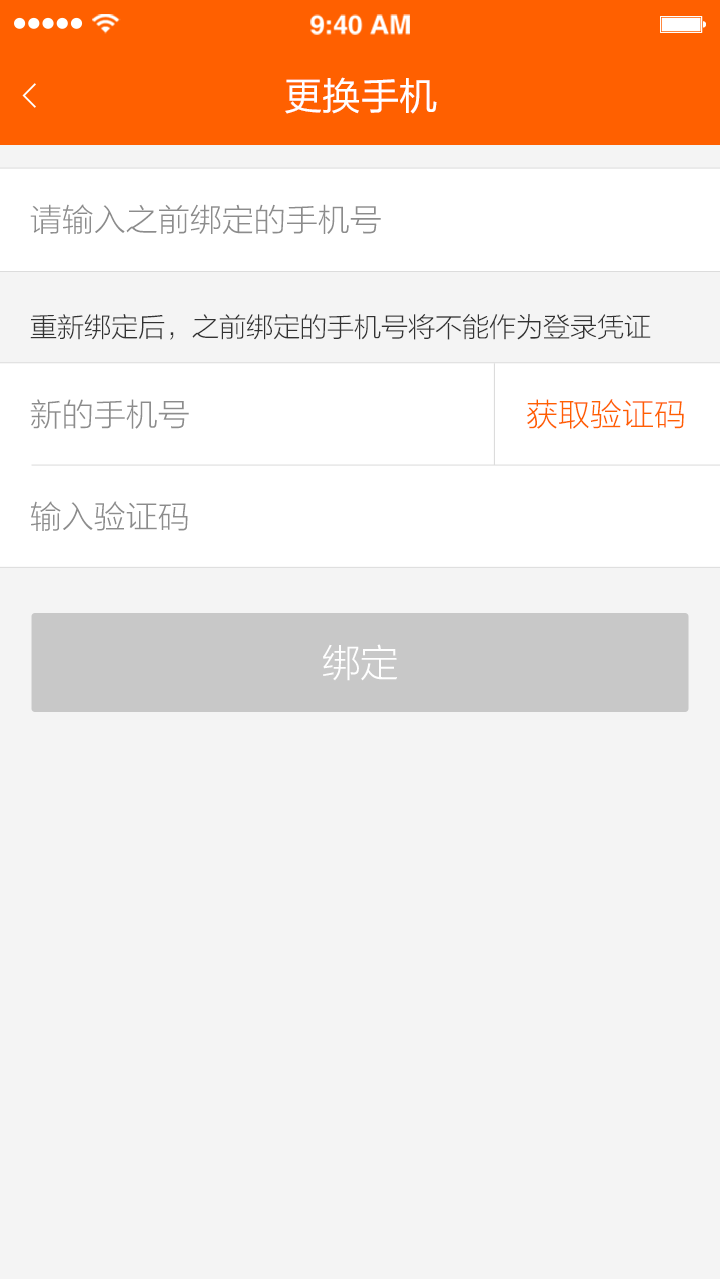 9:40 AM
更换手机
请输入之前绑定的手机号
重新绑定后，之前绑定的手机号将不能作为登录凭证
新的手机号
获取验证码
输入验证码
绑定